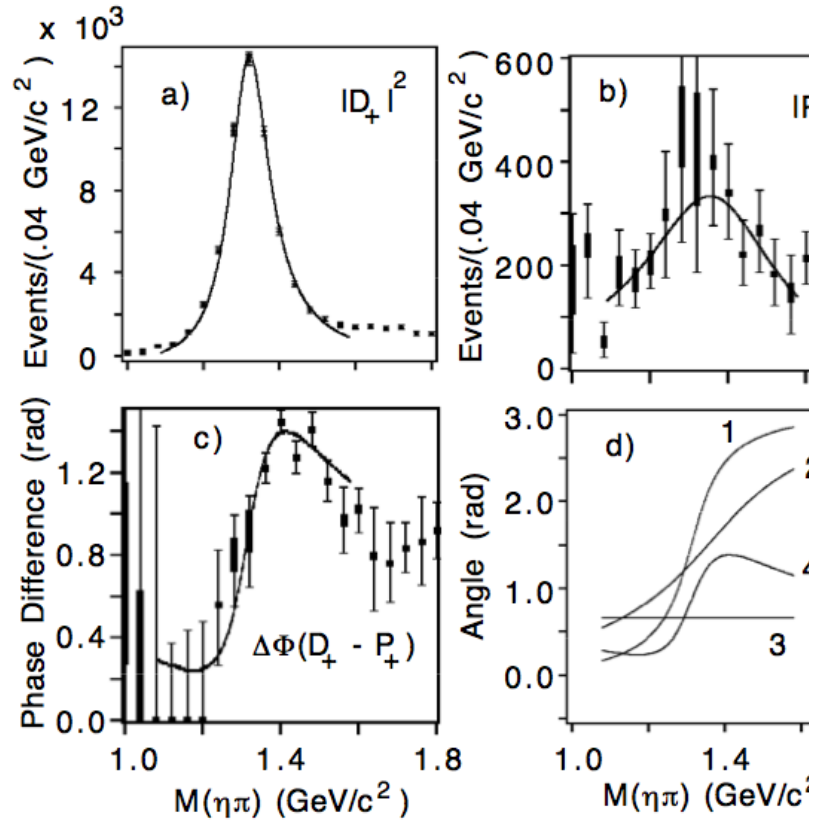 x 10³
a)
|D₊|²
12
8
4
0
Events/(.04 GeV/c²)
b)
600
400
200
0
Events/(.04 GeV/c²)
c)
1.2
0.8
0.4
0.0
Phase Difference (rad)
ΔΦ(D₊ - P₊)
1.0 1.4 1.8
M(ηπ) (GeV/c²)
d)
3.0
2.0
1.0
0.0
Angle (rad)
1
2
4
3
1.0 1.4
M(ηπ) (GeV/c²)